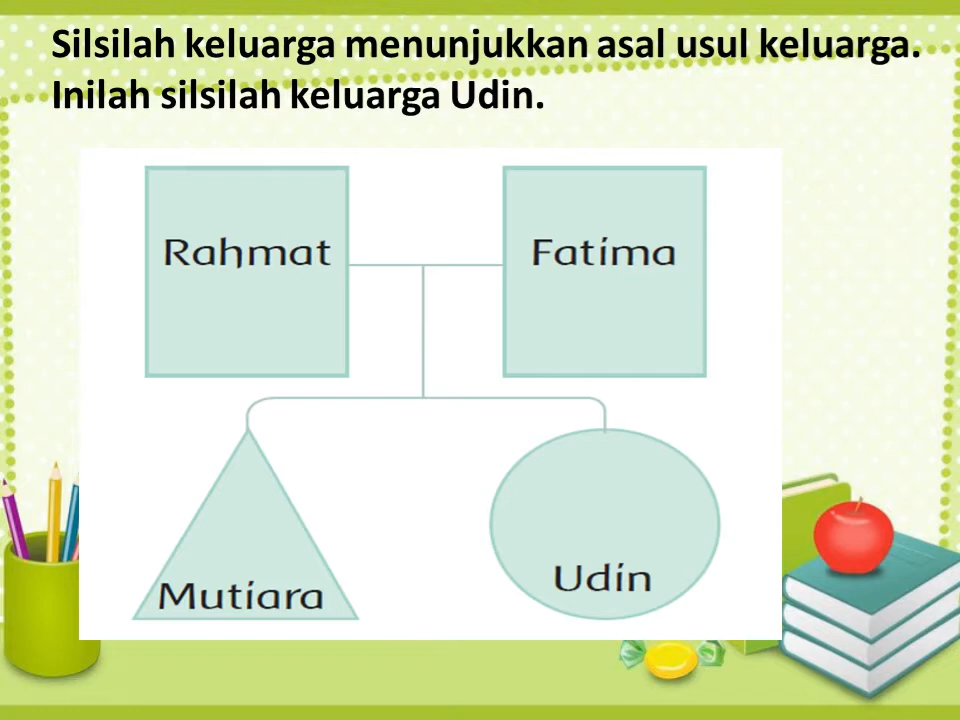 Silsilah keluarga menunjukkan asal usul keluarga.
Inilah silsilah keluarga Udin.
Rahmat
Fatima
Mutiara
Udin